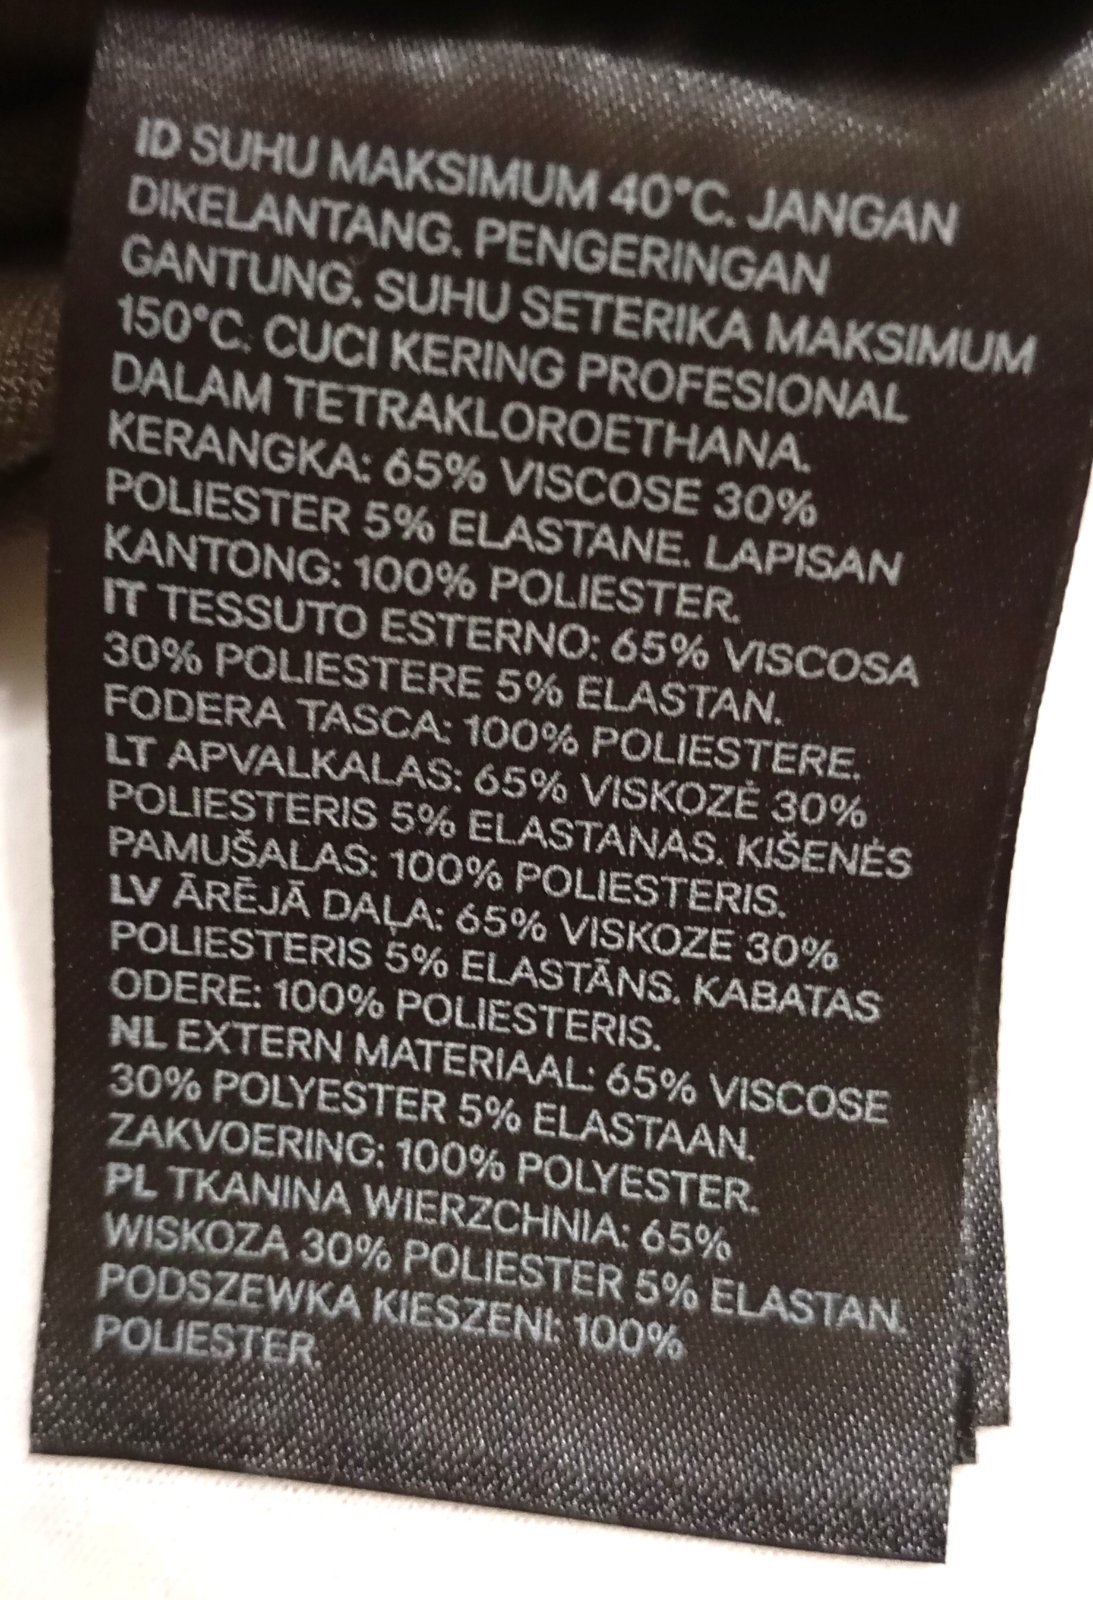 ID SUHU MAKSIMUM 40°C. JANGAN
DIKELANTANG. PENGERINGAN
GANTUNG. SUHU SETERIKA MAKSIMUM
150°C. CUCI KERING PROFESIONAL
DALAM TETRAKLOROETHANA.
KERANGKA: 65% VISCOSE 30%
POLIESTER 5% ELASTANE. LAPISAN
KANTONG: 100% POLIESTER.
IT TESSUTO ESTERNO: 65% VISCOSA
30% POLIESTERE 5% ELASTAN.
FODERA TASCA: 100% POLIESTERE.
LT APVALKALAS: 65% VISKOZĖ 30%
POLIESTERIS 5% ELASTANAS. KIŠENĖS
PAMUŠALAS: 100% POLIESTERIS.
LV ĀRĒJĀ DAĻA: 65% VISKOZE 30%
POLIESTERIS 5% ELASTĀNS. KABATAS
ODERE: 100% POLIESTERIS.
NL EXTERN MATERIAAL: 65% VISCOSE
30% POLYESTER 5% ELASTAAN.
ZAKVOERING: 100% POLYESTER.
PL TKANINA WIERZCHNIA: 65%
WISKOZA 30% POLIESTER 5% ELASTAN.
PODSZEWKA KIESZENI: 100%
POLIESTER.